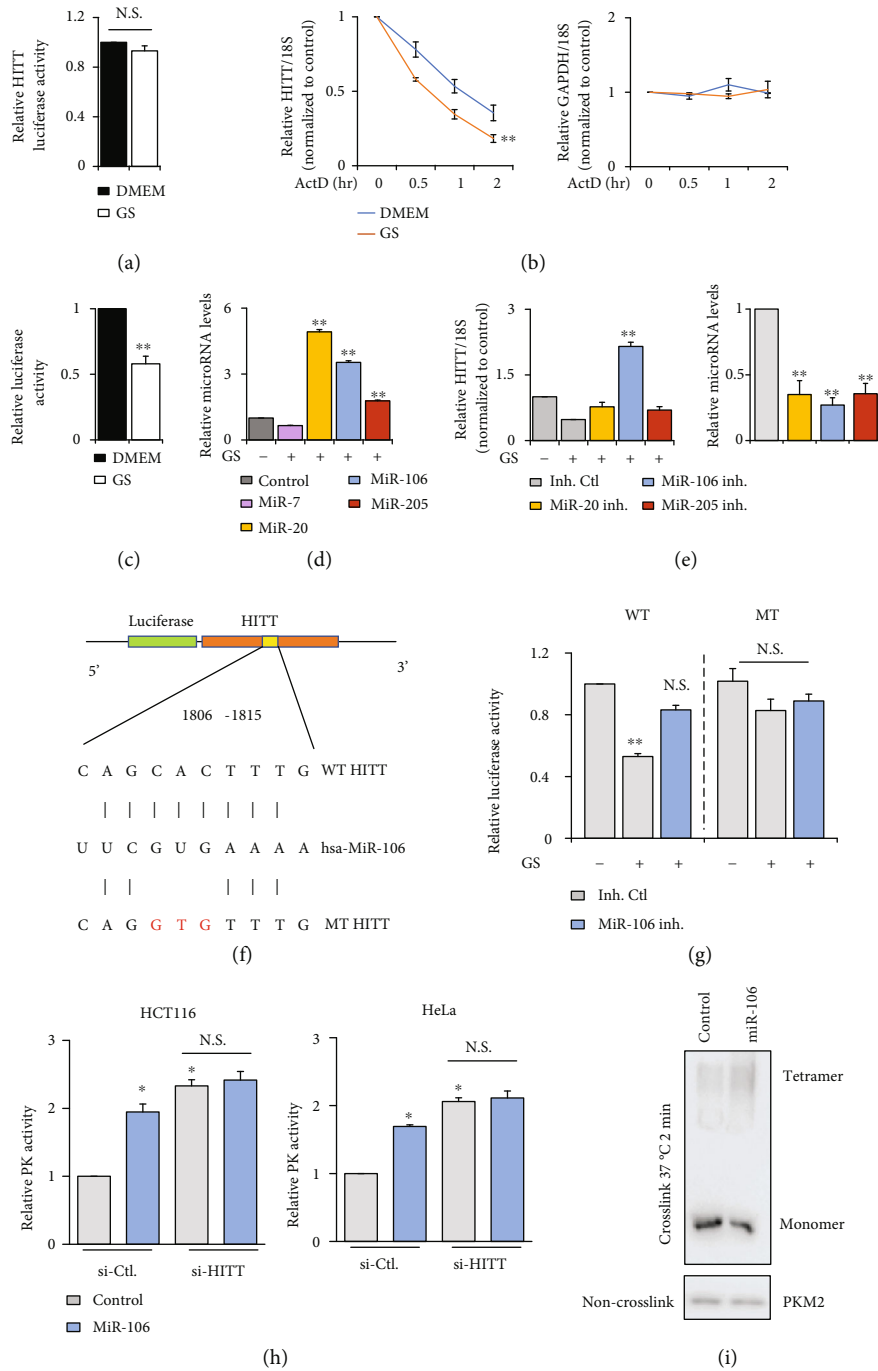 1.2
0.8
0.4
0
Relative HITT
luciferase activity
N.S.
DMEM
GS
(a)
1
0.5
0
Relative HITT/18S
(normalized to control)
**
ActD (hr)
0
0.5
1
2
DMEM
GS
2
1
0
Relative GAPDH/18S
(normalized to control)
ActD (hr)
0
0.5
1
2
(b)
1
0.5
0
Relative luciferase
activity
**
DMEM
GS
(c)
6
3
0
Relative microRNA levels
**
**
**
GS − + + + +
Control
MiR-7
MiR-20
MiR-106
MiR-205
(d)
3
1.5
0
Relative HITT/18S
(normalized to control)
**
GS − + + + +
1
0.5
0
Relative microRNA levels
**
**
**
Inh. Ctl
MiR-20 inh.
MiR-106 inh.
MiR-205 inh.
(e)
Luciferase HITT
5’ 3’
1806 -1815
C A G C A C T T T G WT HITT
U U C G U G A A A A hsa-MiR-106
C A G G T G T T T G MT HITT
(f)
WT MT
1.2
0.8
0.4
0
Relative luciferase activity
**
N.S.
N.S.
GS − + + − + +
Inh. Ctl
MiR-106 inh.
(g)
HCT116
3
2
1
0
Relative PK activity
*
*
N.S.
si-Ctl. si-HITT
Control
MiR-106
HeLa
3
2
1
0
Relative PK activity
*
*
N.S.
si-Ctl. si-HITT
(h)
Control
miR-106
Crosslink 37 °C 2 min
Tetramer
Monomer
Non-crosslink PKM2
(i)